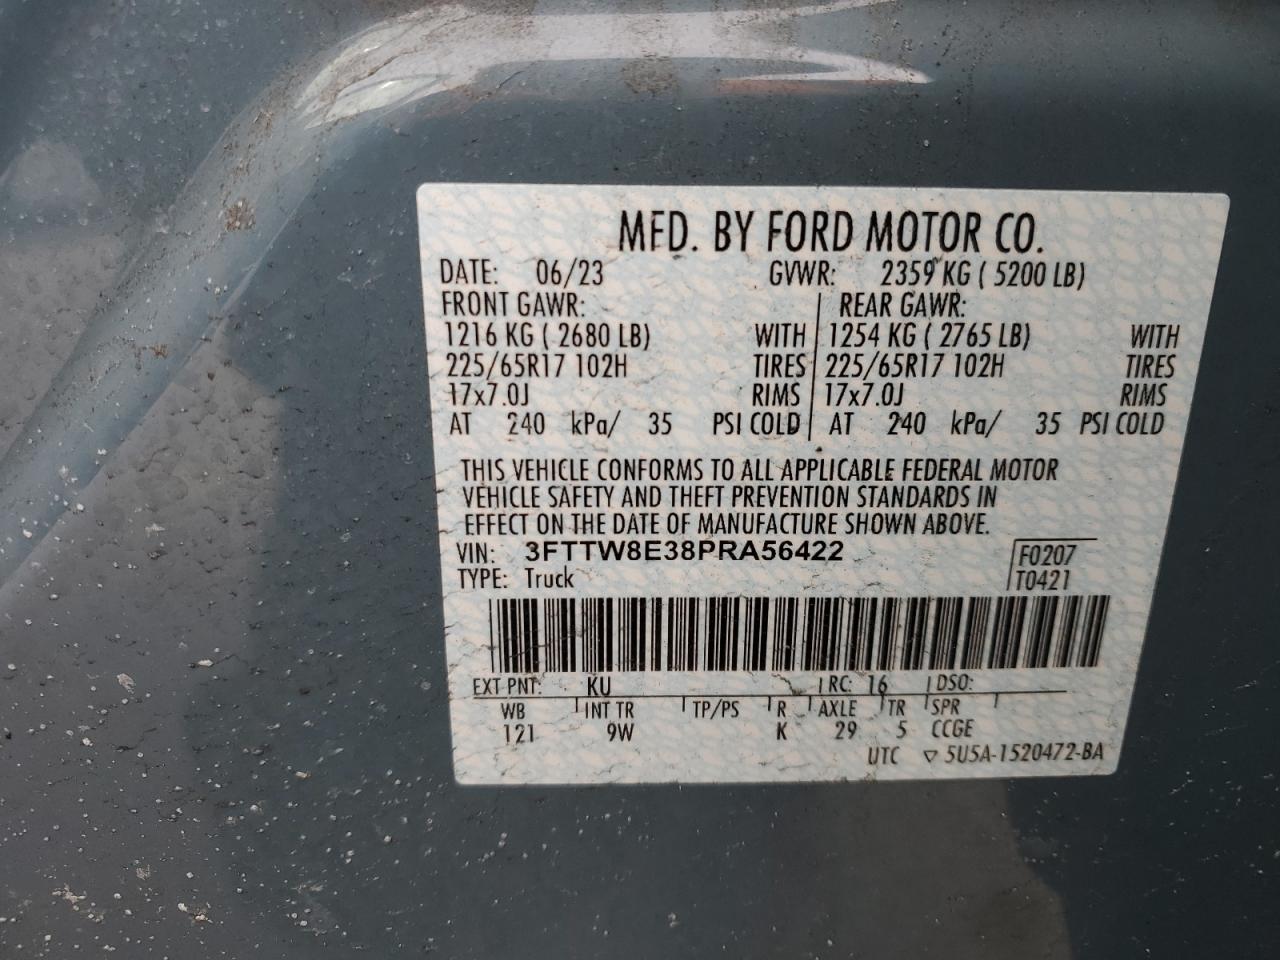 MFD. BY FORD MOTOR CO.
DATE: 06/23 GVWR: 2359 KG ( 5200 LB)
FRONT GAWR: REAR GAWR:
1216 KG ( 2680 LB) WITH 1254 KG ( 2765 LB) WITH
225/65R17 102H TIRES 225/65R17 102H TIRES
17x7.0J RIMS 17x7.0J RIMS
AT 240 kPa/ 35 PSI COLD AT 240 kPa/ 35 PSI COLD
THIS VEHICLE CONFORMS TO ALL APPLICABLE FEDERAL MOTOR
VEHICLE SAFETY AND THEFT PREVENTION STANDARDS IN
EFFECT ON THE DATE OF MANUFACTURE SHOWN ABOVE.
VIN: 3FTTW8E38PRA56422 F0207
TYPE: Truck T0421
EXT PNT: KU RC: 16 DSO:
WB INT TR TP/PS R AXLE TR SPR
121 9W K 29 5 CCGE
UTC ▽ 5U5A-1520472-BA